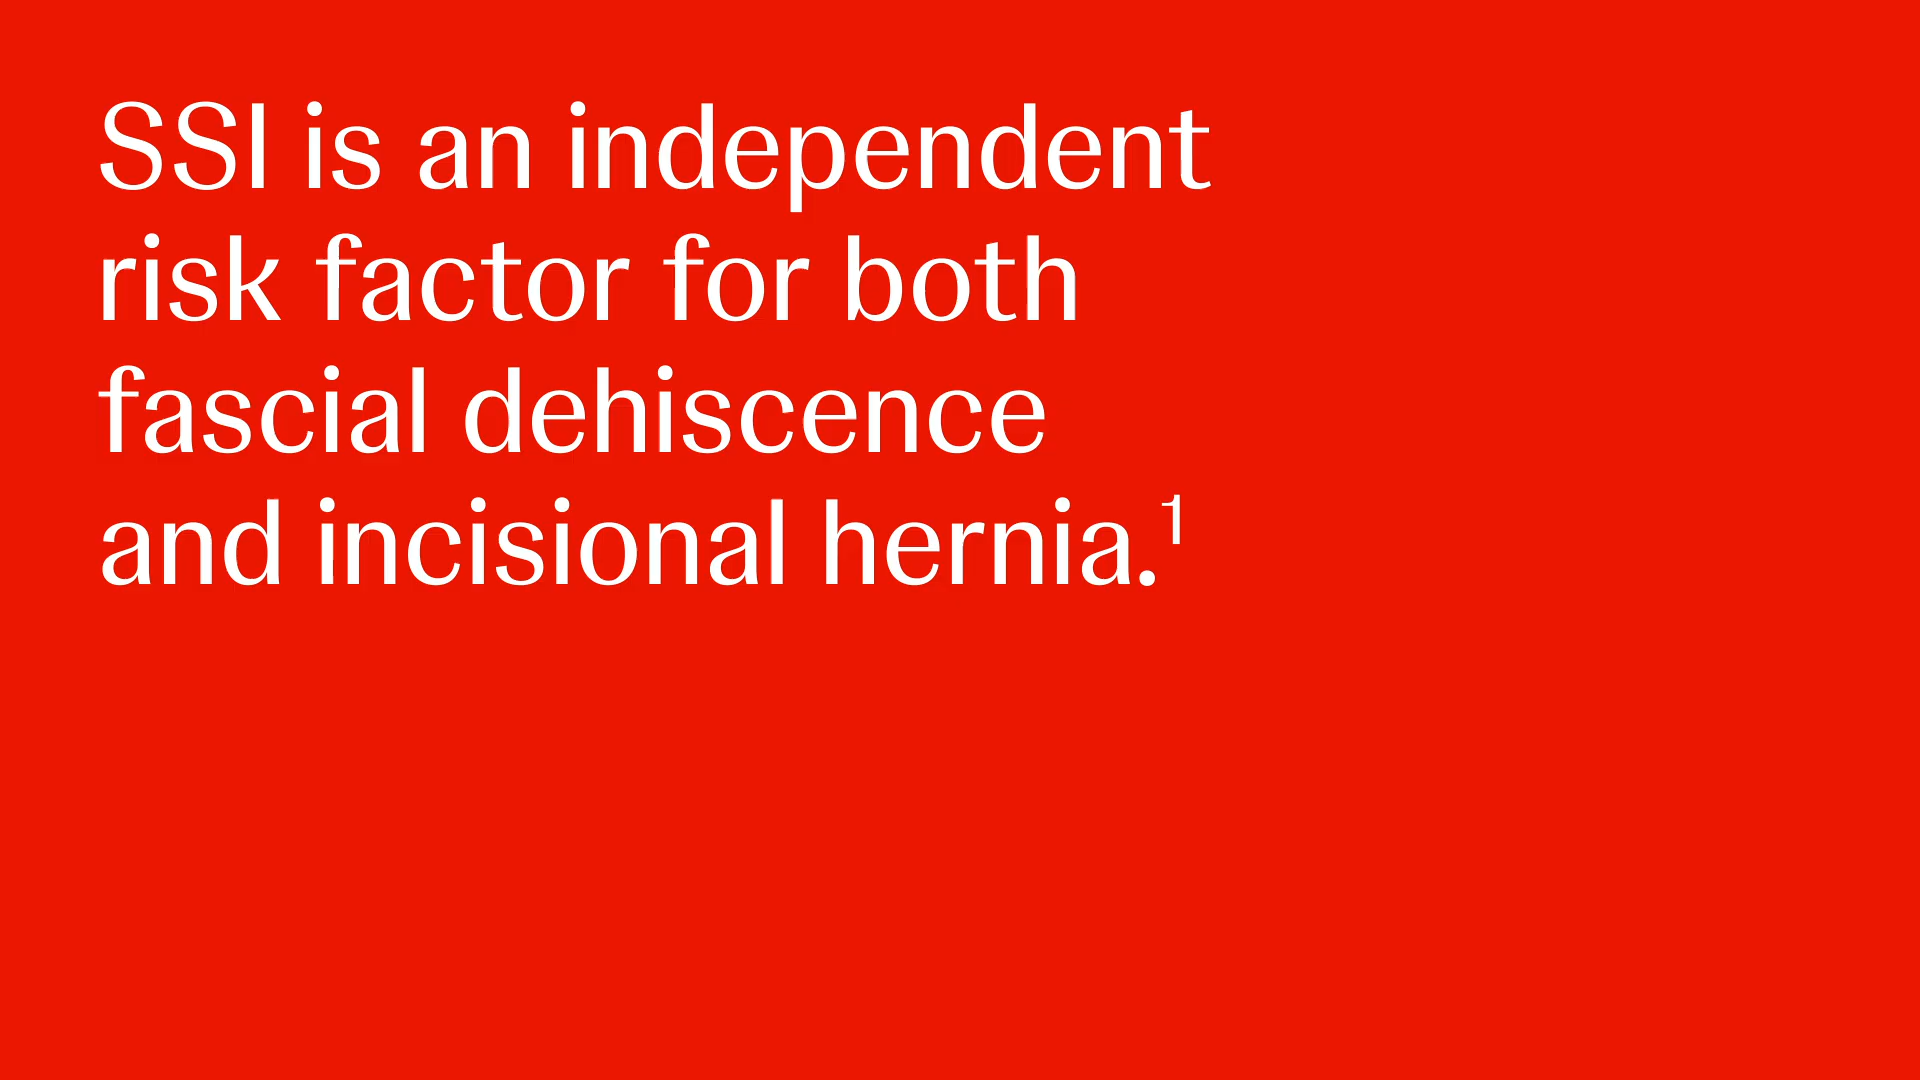 SSI is an independent
risk factor for both
fascial dehiscence
and incisional hernia.¹